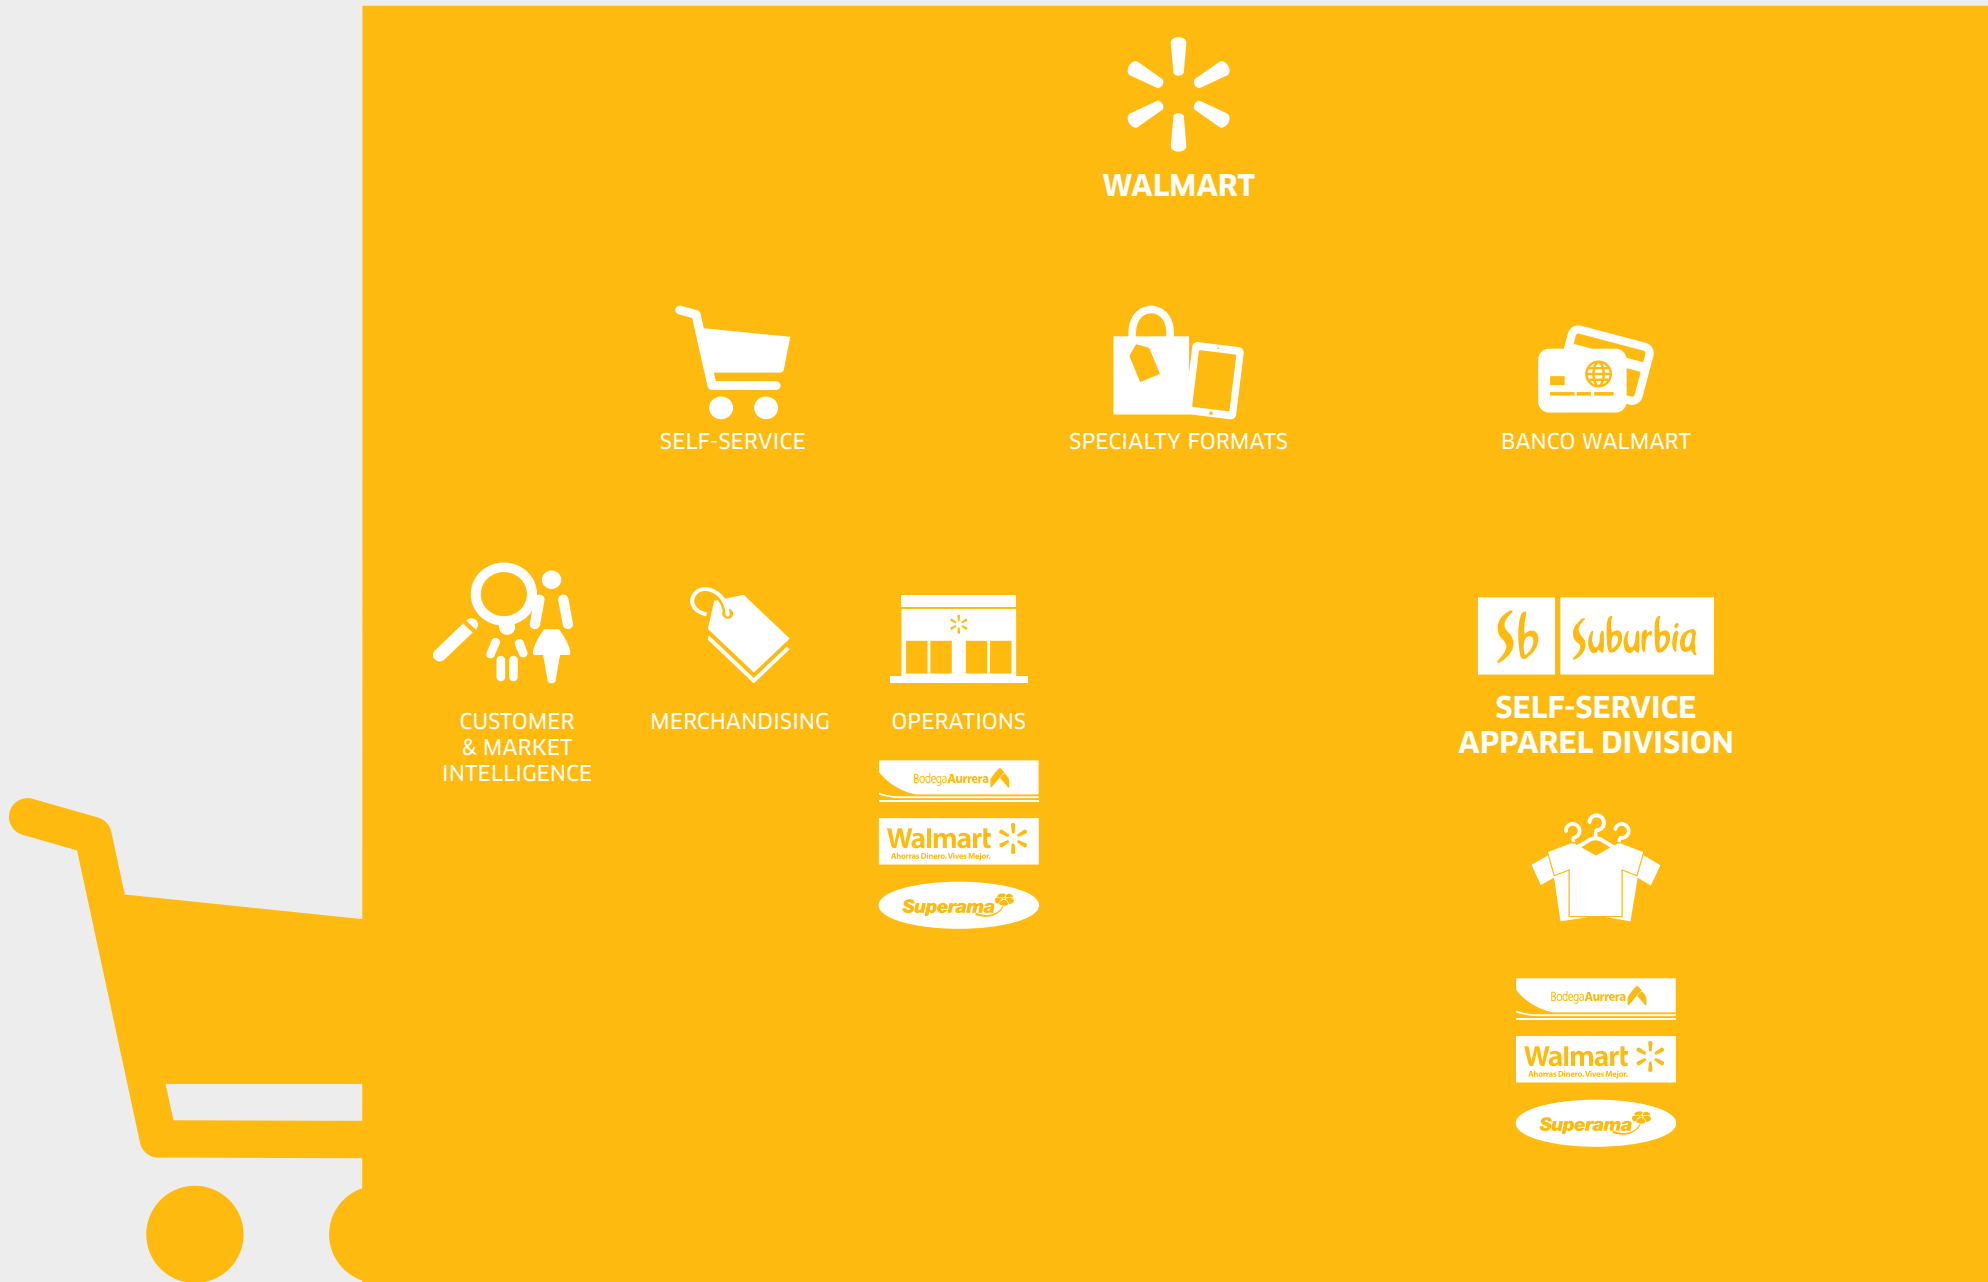 WALMART
SELF-SERVICE
SPECIALTY FORMATS
BANCO WALMART
CUSTOMER
& MARKET
INTELLIGENCE
MERCHANDISING
OPERATIONS
BodegaAurrera
Walmart
Ahorras Dinero. Vives Mejor.
Superama
Sb Suburbia
SELF-SERVICE
APPAREL DIVISION
BodegaAurrera
Walmart
Ahorras Dinero. Vives Mejor.
Superama